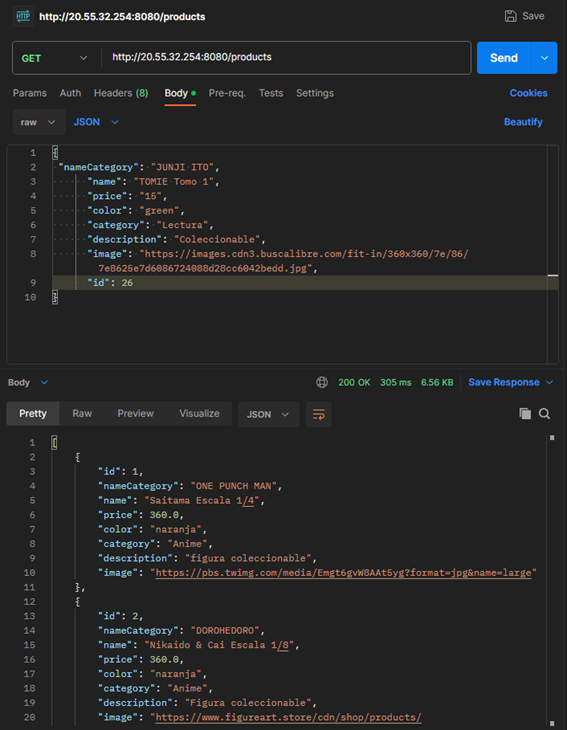 HTTP http://20.55.32.254:8080/products Save
GET http://20.55.32.254:8080/products Send
Params Auth Headers (8) Body Pre-req. Tests Settings Cookies
raw JSON Beautify
1 {
2 "nameCategory": "JUNJI ITO",
3 "name": "TOMIE Tomo 1",
4 "price": "15",
5 "color": "green",
6 "category": "Lectura",
7 "description": "Coleccionable",
8 "image": "https://images.cdn3.buscalibre.com/fit-in/360x360/7e/86/
7e8625e7d6086724088d28cc6042bedd.jpg",
9 "id": 26
10 }
Body 200 OK 305 ms 6.56 KB Save Response
Pretty Raw Preview Visualize JSON
1 [
2 {
3 "id": 1,
4 "nameCategory": "ONE PUNCH MAN",
5 "name": "Saitama Escala 1/4",
6 "price": 360.0,
7 "color": "naranja",
8 "category": "Anime",
9 "description": "figura coleccionable",
10 "image": "https://pbs.twimg.com/media/Emgt6gvW8AAt5yg?format=jpg&name=large"
11 },
12 {
13 "id": 2,
14 "nameCategory": "DOROHEDORO",
15 "name": "Nikaido & Cai Escala 1/8",
16 "price": 360.0,
17 "color": "naranja",
18 "category": "Anime",
19 "description": "Figura coleccionable",
20 "image": "https://www.figureart.store/cdn/shop/products/